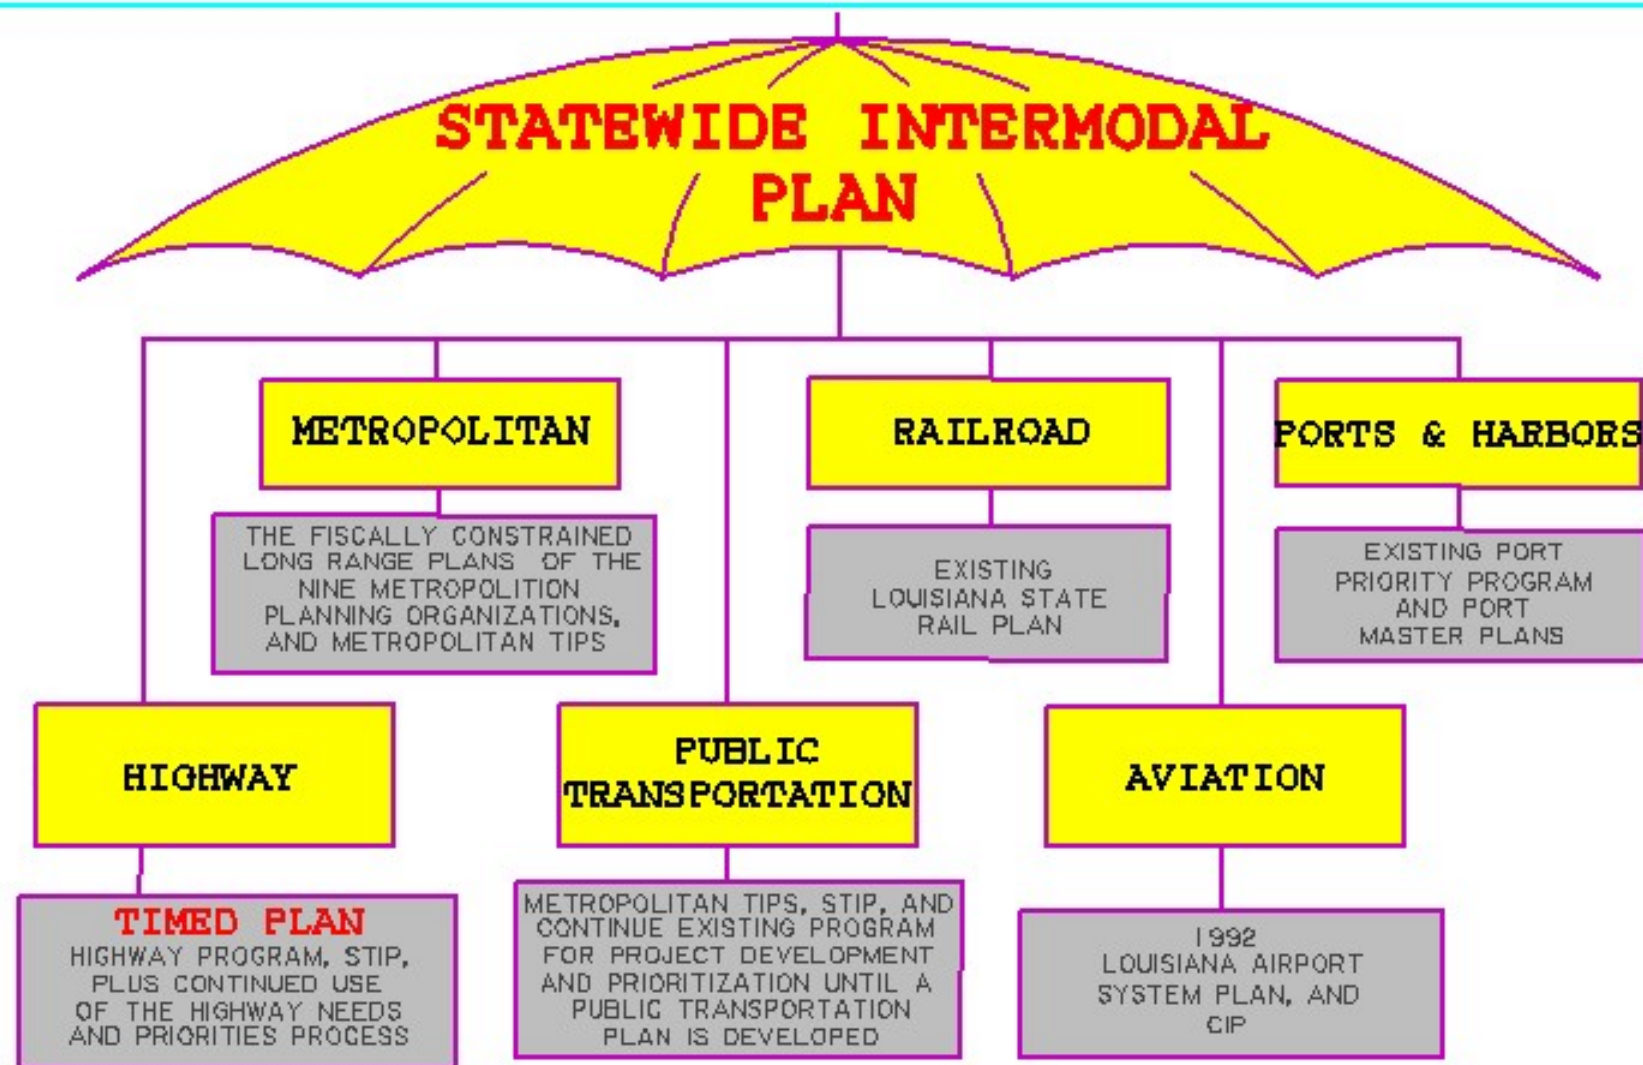 STATEWIDE INTERMODAL
PLAN
METROPOLITAN
THE FISCALLY CONSTRAINED
LONG RANGE PLANS OF THE
NINE METROPOLITION
PLANNING ORGANIZATIONS,
AND METROPOLITAN TIPS
RAILROAD
EXISTING
LOUISIANA STATE
RAIL PLAN
PORTS & HARBORS
EXISTING PORT
PRIORITY PROGRAM
AND PORT
MASTER PLANS
HIGHWAY
TIMED PLAN
HIGHWAY PROGRAM, STIP,
PLUS CONTINUED USE
OF THE HIGHWAY NEEDS
AND PRIORITIES PROCESS
PUBLIC
TRANSPORTATION
METROPOLITAN TIPS, STIP, AND
CONTINUE EXISTING PROGRAM
FOR PROJECT DEVELOPMENT
AND PRIORITIZATION UNTIL A
PUBLIC TRANSPORTATION
PLAN IS DEVELOPED
AVIATION
1992
LOUISIANA AIRPORT
SYSTEM PLAN, AND
CIP